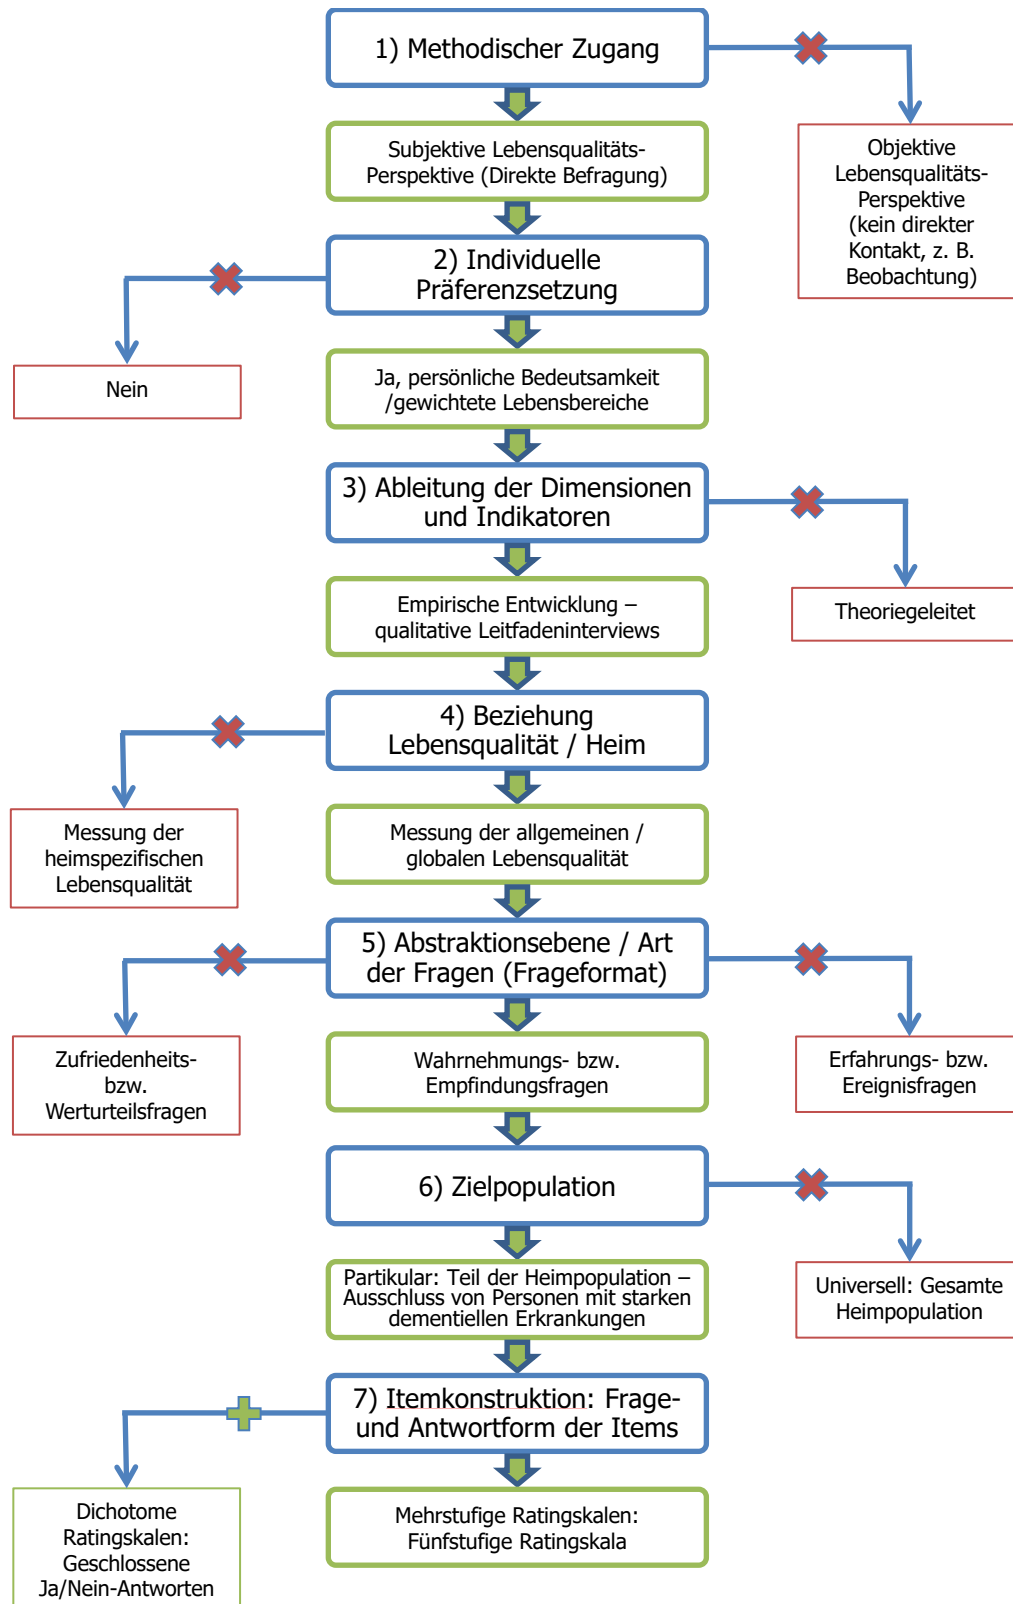 1) Methodischer Zugang
Subjektive Lebensqualitäts-
Perspektive (Direkte Befragung)
Objektive
Lebensqualitäts-
Perspektive
(kein direkter
Kontakt, z. B.
Beobachtung)
2) Individuelle
Präferenzsetzung
Nein
Ja, persönliche Bedeutsamkeit
/gewichtete Lebensbereiche
3) Ableitung der Dimensionen
und Indikatoren
Empirische Entwicklung –
qualitative Leitfadeninterviews
Theoriegeleitet
4) Beziehung
Lebensqualität / Heim
Messung der
heimspezifischen
Lebensqualität
Messung der allgemeinen /
globalen Lebensqualität
5) Abstraktionsebene / Art
der Fragen (Frageformat)
Zufriedenheits-
bzw.
Werturteilsfragen
Wahrnehmungs- bzw.
Empfindungsfragen
Erfahrungs- bzw.
Ereignisfragen
6) Zielpopulation
Partikular: Teil der Heimpopulation –
Ausschluss von Personen mit starken
dementiellen Erkrankungen
Universell: Gesamte
Heimpopulation
7) Itemkonstruktion: Frage-
und Antwortform der Items
Dichotome
Ratingskalen:
Geschlossene
Ja/Nein-Antworten
Mehrstufige Ratingskalen:
Fünfstufige Ratingskala